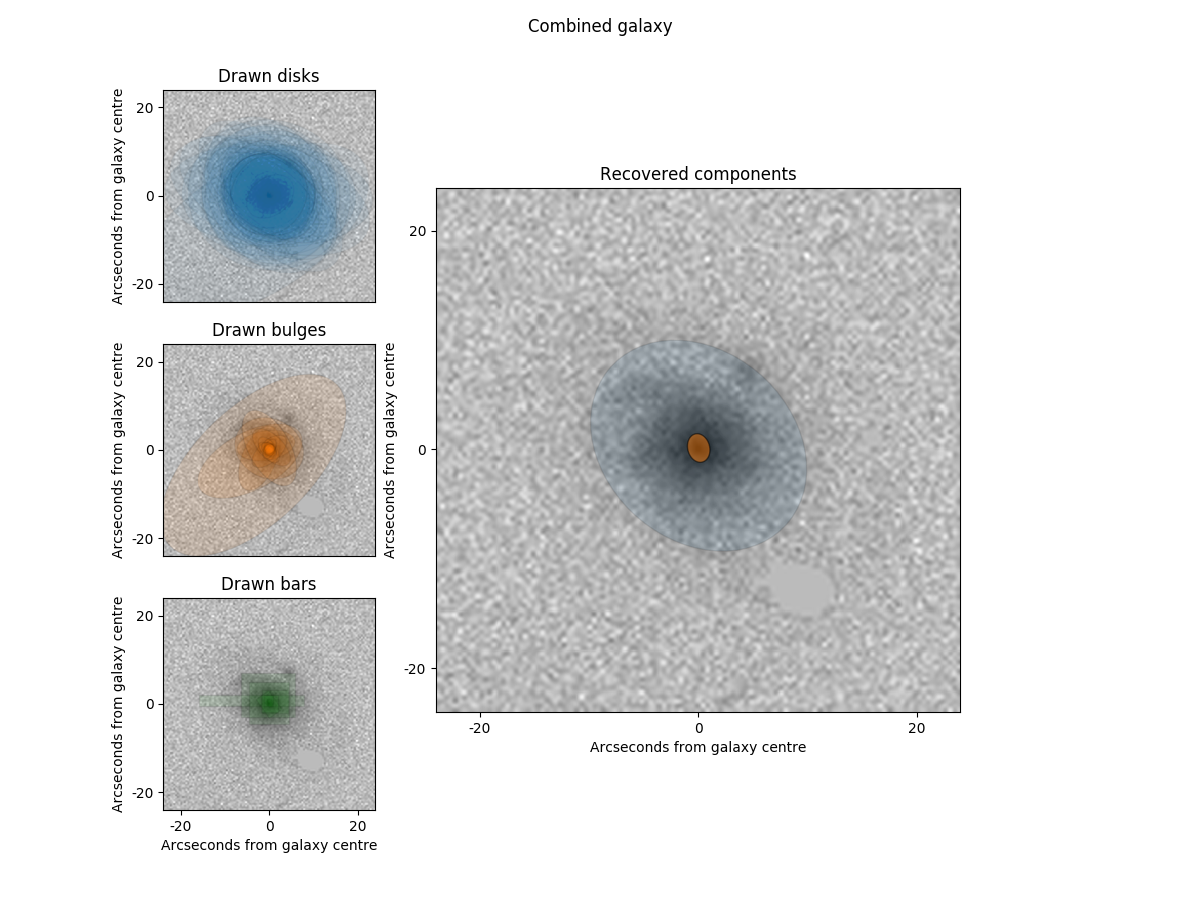 Combined galaxy
Drawn disks
Arcseconds from galaxy centre
20
0
-20
Drawn bulges
Arcseconds from galaxy centre
20
0
-20
Drawn bars
Arcseconds from galaxy centre
20
0
-20
-20 0 20
Arcseconds from galaxy centre
Recovered components
Arcseconds from galaxy centre
20
0
-20
-20 0 20
Arcseconds from galaxy centre